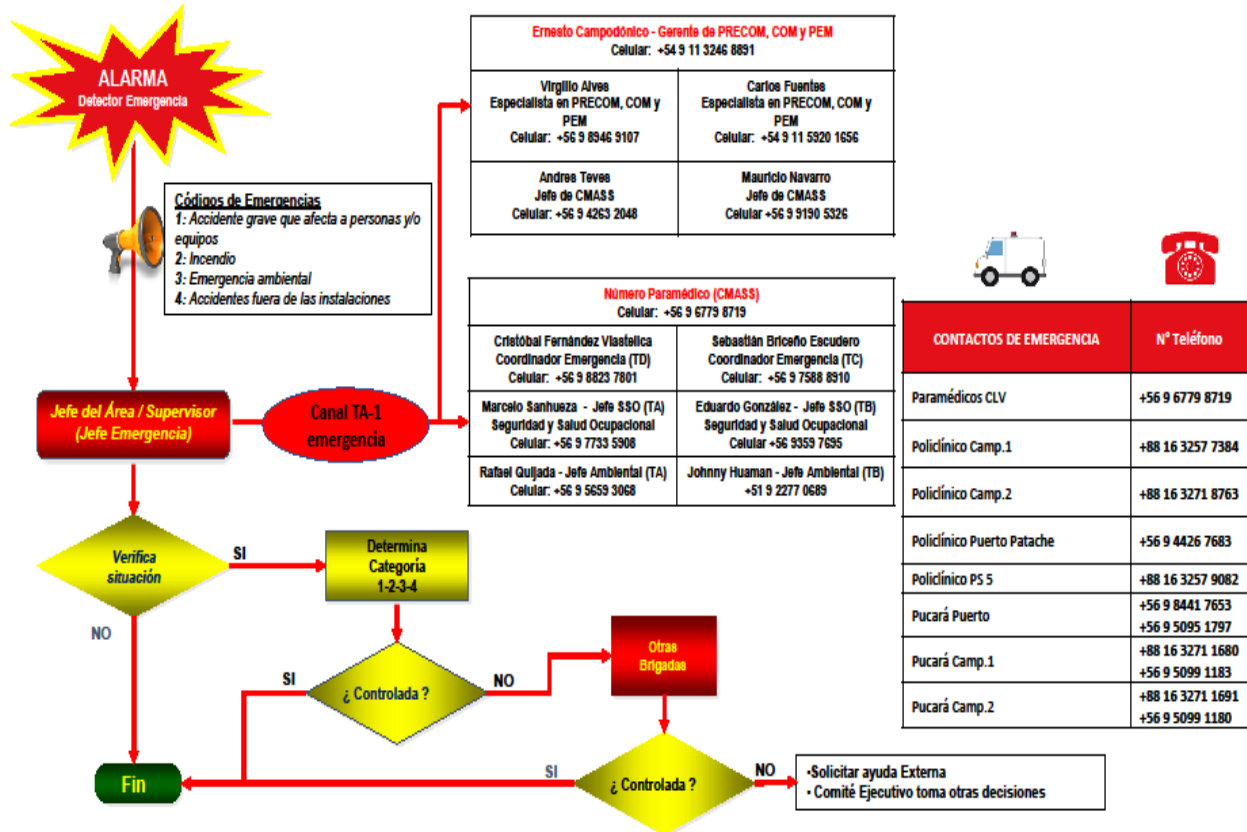 ALARMA
Detector Emergencia
Códigos de Emergencias
1: Accidente grave que afecta a personas y/o
equipos
2: Incendio
3: Emergencia ambiental
4: Accidentes fuera de las instalaciones
Jefe del Área / Supervisor
(Jefe Emergencia)
Canal TA-1
emergencia
Ernesto Campodónico - Gerente de PRECOM, COM y PEM
Celular: +54 9 11 3246 8891
Virgilio Alves
Especialista en PRECOM, COM y
PEM
Celular: +56 9 8946 9107
Carlos Fuentes
Especialista en PRECOM, COM y
PEM
Celular: +54 9 11 5920 1656
Andres Teves
Jefe de CMASS
Celular: +56 9 4263 2048
Mauricio Navarro
Jefe de CMASS
Celular +56 9 9190 5326
Número Paramédico (CMASS)
Celular: +56 9 6779 8719
Cristóbal Fernández Vlastelica
Coordinador Emergencia (TD)
Celular: +56 9 8823 7801
Sebastián Briceño Escudero
Coordinador Emergencia (TC)
Celular: +56 9 7588 8910
Marcelo Sanhueza - Jefe SSO (TA)
Seguridad y Salud Ocupacional
Celular: +56 9 7733 5908
Eduardo González - Jefe SSO (TB)
Seguridad y Salud Ocupacional
Celular +56 9359 7695
Rafael Quijada - Jefe Ambiental (TA)
Celular: +56 9 5659 3068
Johnny Huaman - Jefe Ambiental (TB)
+51 9 2277 0689
CONTACTOS DE EMERGENCIA
N° Teléfono
Paramédicos CLV
+56 9 6779 8719
Policlínico Camp.1
+88 16 3257 7384
Policlínico Camp.2
+88 16 3271 8763
Policlínico Puerto Patache
+56 9 4426 7683
Policlínico PS 5
+88 16 3257 9082
Pucará Puerto
+56 9 8441 7653
+56 9 5095 1797
Pucará Camp.1
+88 16 3271 1680
+56 9 5099 1183
Pucará Camp.2
+88 16 3271 1691
+56 9 5099 1180
Verifica
situación
SI
NO
Determina
Categoría
1-2-3-4
¿ Controlada ?
SI
NO
Otras
Brigadas
¿ Controlada ?
SI
NO
Fin
•Solicitar ayuda Externa
• Comité Ejecutivo toma otras decisiones